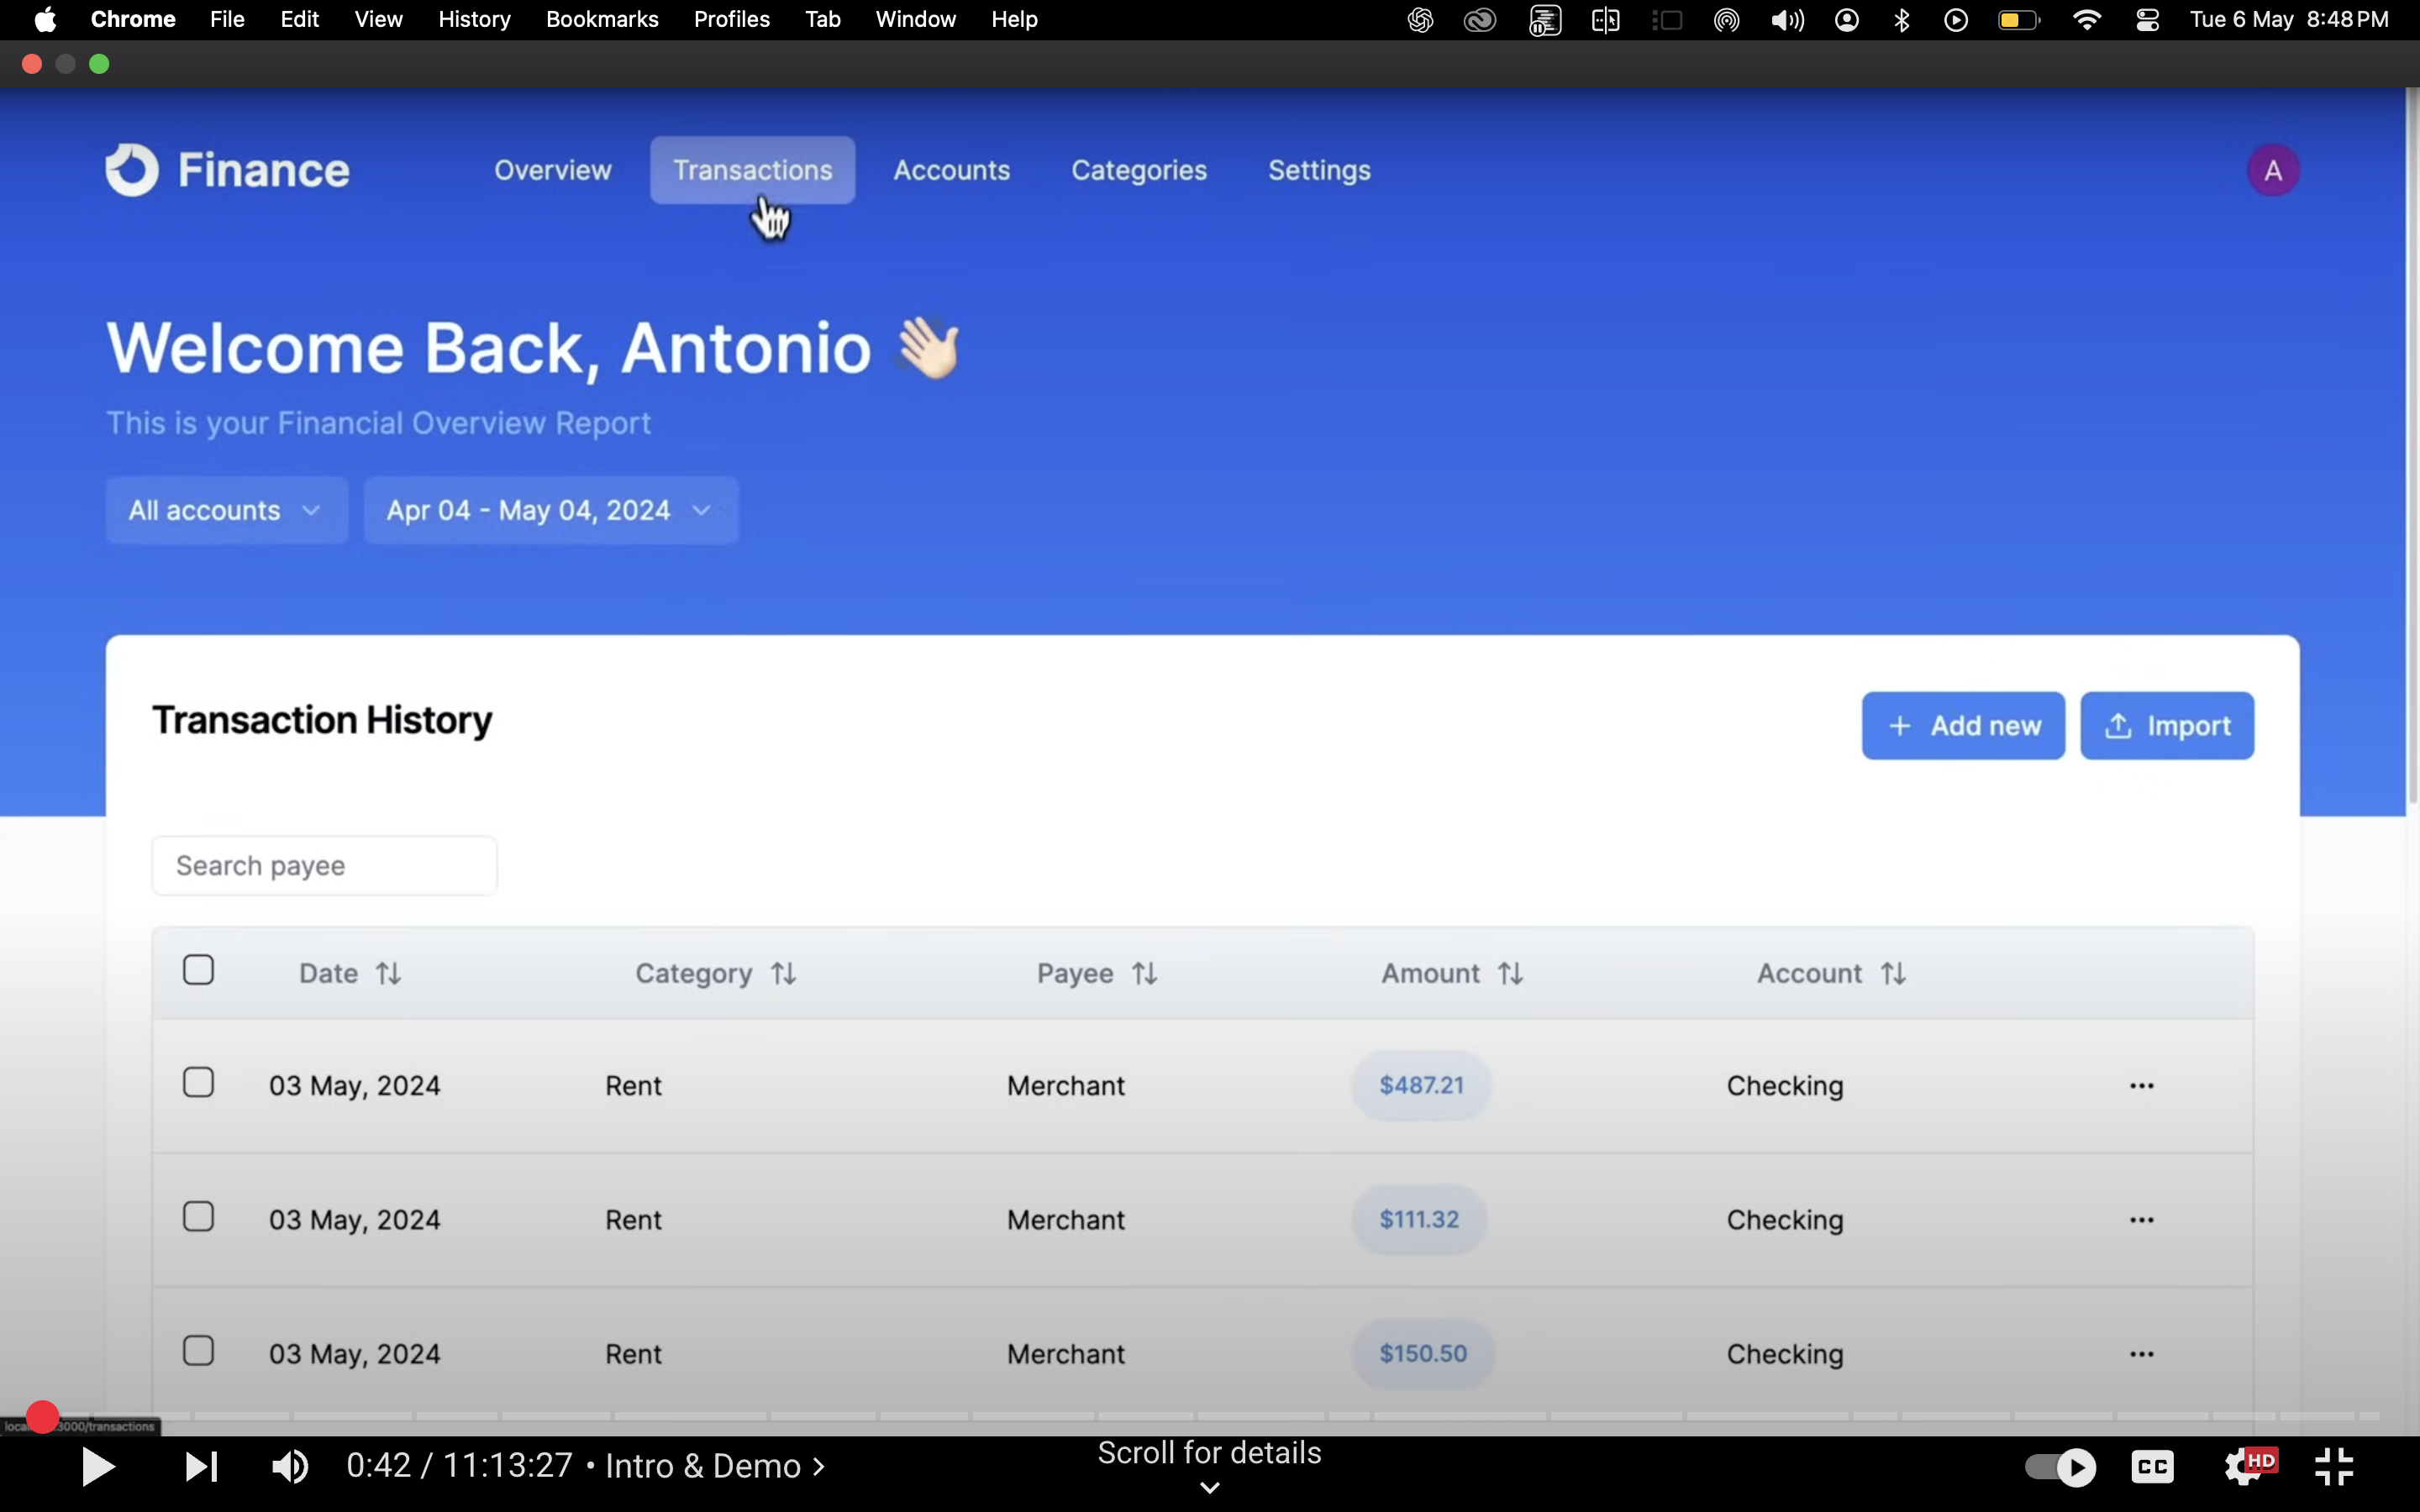 Chrome File Edit View History Bookmarks Profiles Tab Window Help Tue 6 May 8:48 PM
Finance Overview Transactions Accounts Categories Settings A
Welcome Back, Antonio 👋🏻
This is your Financial Overview Report
All accounts Apr 04 - May 04, 2024
Transaction History + Add new Import
Search payee
Date Category Payee Amount Account
03 May, 2024 Rent Merchant $487.21 Checking ...
03 May, 2024 Rent Merchant $111.32 Checking ...
03 May, 2024 Rent Merchant $150.50 Checking ...
3000/transactions
Scroll for details
0:42 / 11:13:27 • Intro & Demo > CC HD